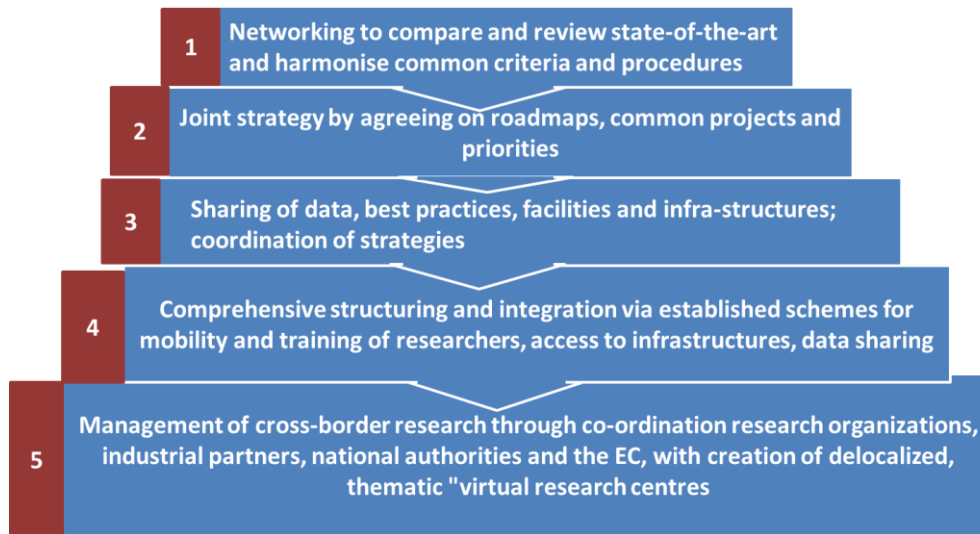 1
Networking to compare and review state-of-the-art
and harmonise common criteria and procedures
2
Joint strategy by agreeing on roadmaps, common projects and
priorities
3
Sharing of data, best practices, facilities and infra-structures;
coordination of strategies
4
Comprehensive structuring and integration via established schemes for
mobility and training of researchers, access to infrastructures, data sharing
5
Management of cross-border research through co-ordination research organizations,
industrial partners, national authorities and the EC, with creation of delocalized,
thematic "virtual research centres